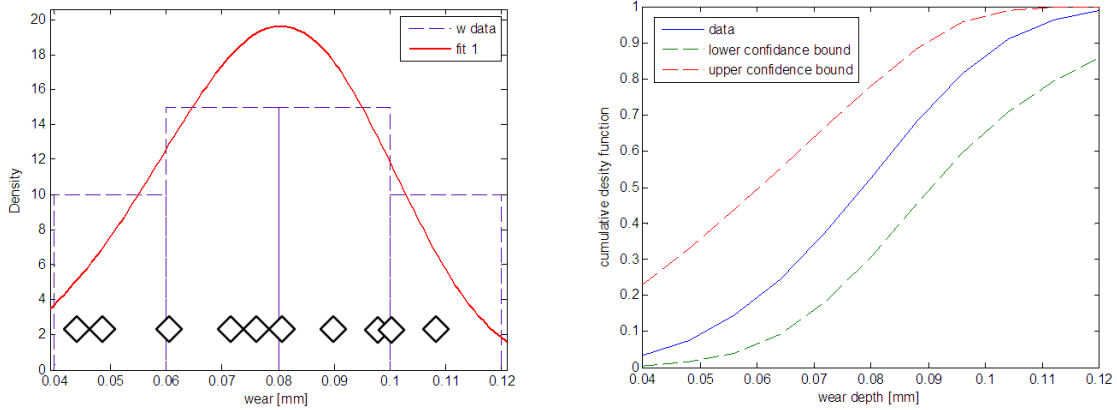 20
18
16
14
12
10
8
6
4
2
0
Density
0.04 0.05 0.06 0.07 0.08 0.09 0.1 0.11 0.12
wear [mm]
w data
fit 1
1
0.9
0.8
0.7
0.6
0.5
0.4
0.3
0.2
0.1
0
cumulative desity function
0.04 0.05 0.06 0.07 0.08 0.09 0.1 0.11 0.12
wear depth [mm]
data
lower confidance bound
upper confidence bound